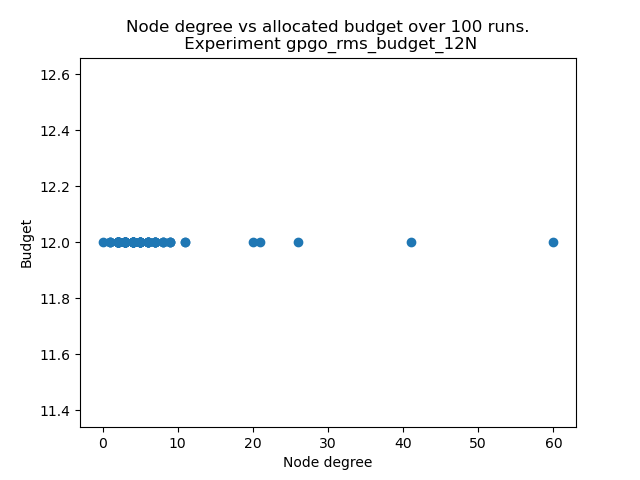 Node degree vs allocated budget over 100 runs.
Experiment gpgo_rms_budget_12N
12.6
12.4
12.2
12.0
11.8
11.6
11.4
Budget
0 10 20 30 40 50 60
Node degree